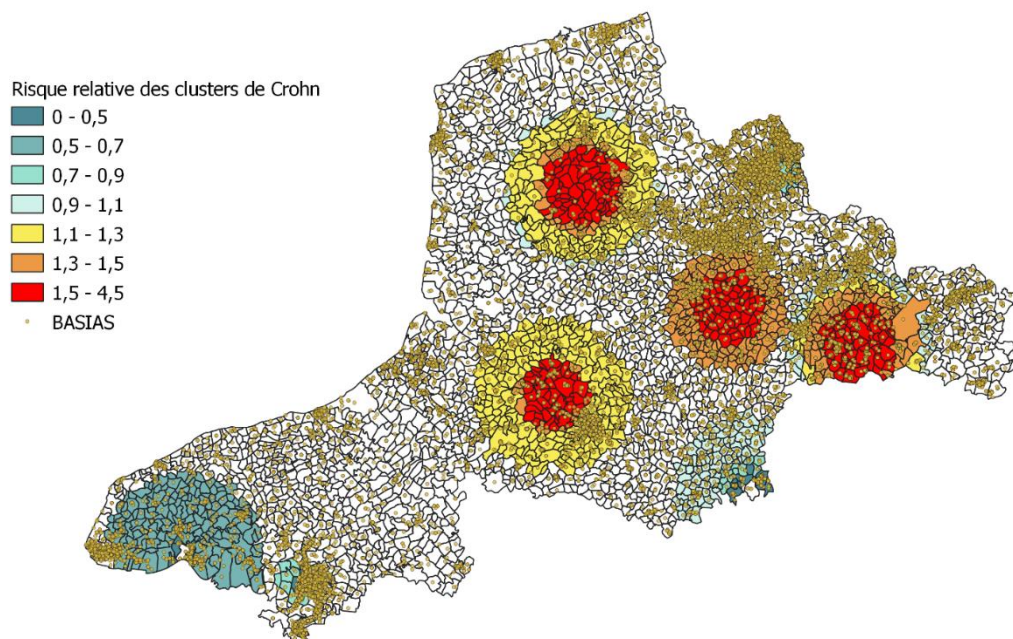 Risque relative des clusters de Crohn
0 - 0,5
0,5 - 0,7
0,7 - 0,9
0,9 - 1,1
1,1 - 1,3
1,3 - 1,5
1,5 - 4,5
BASIAS